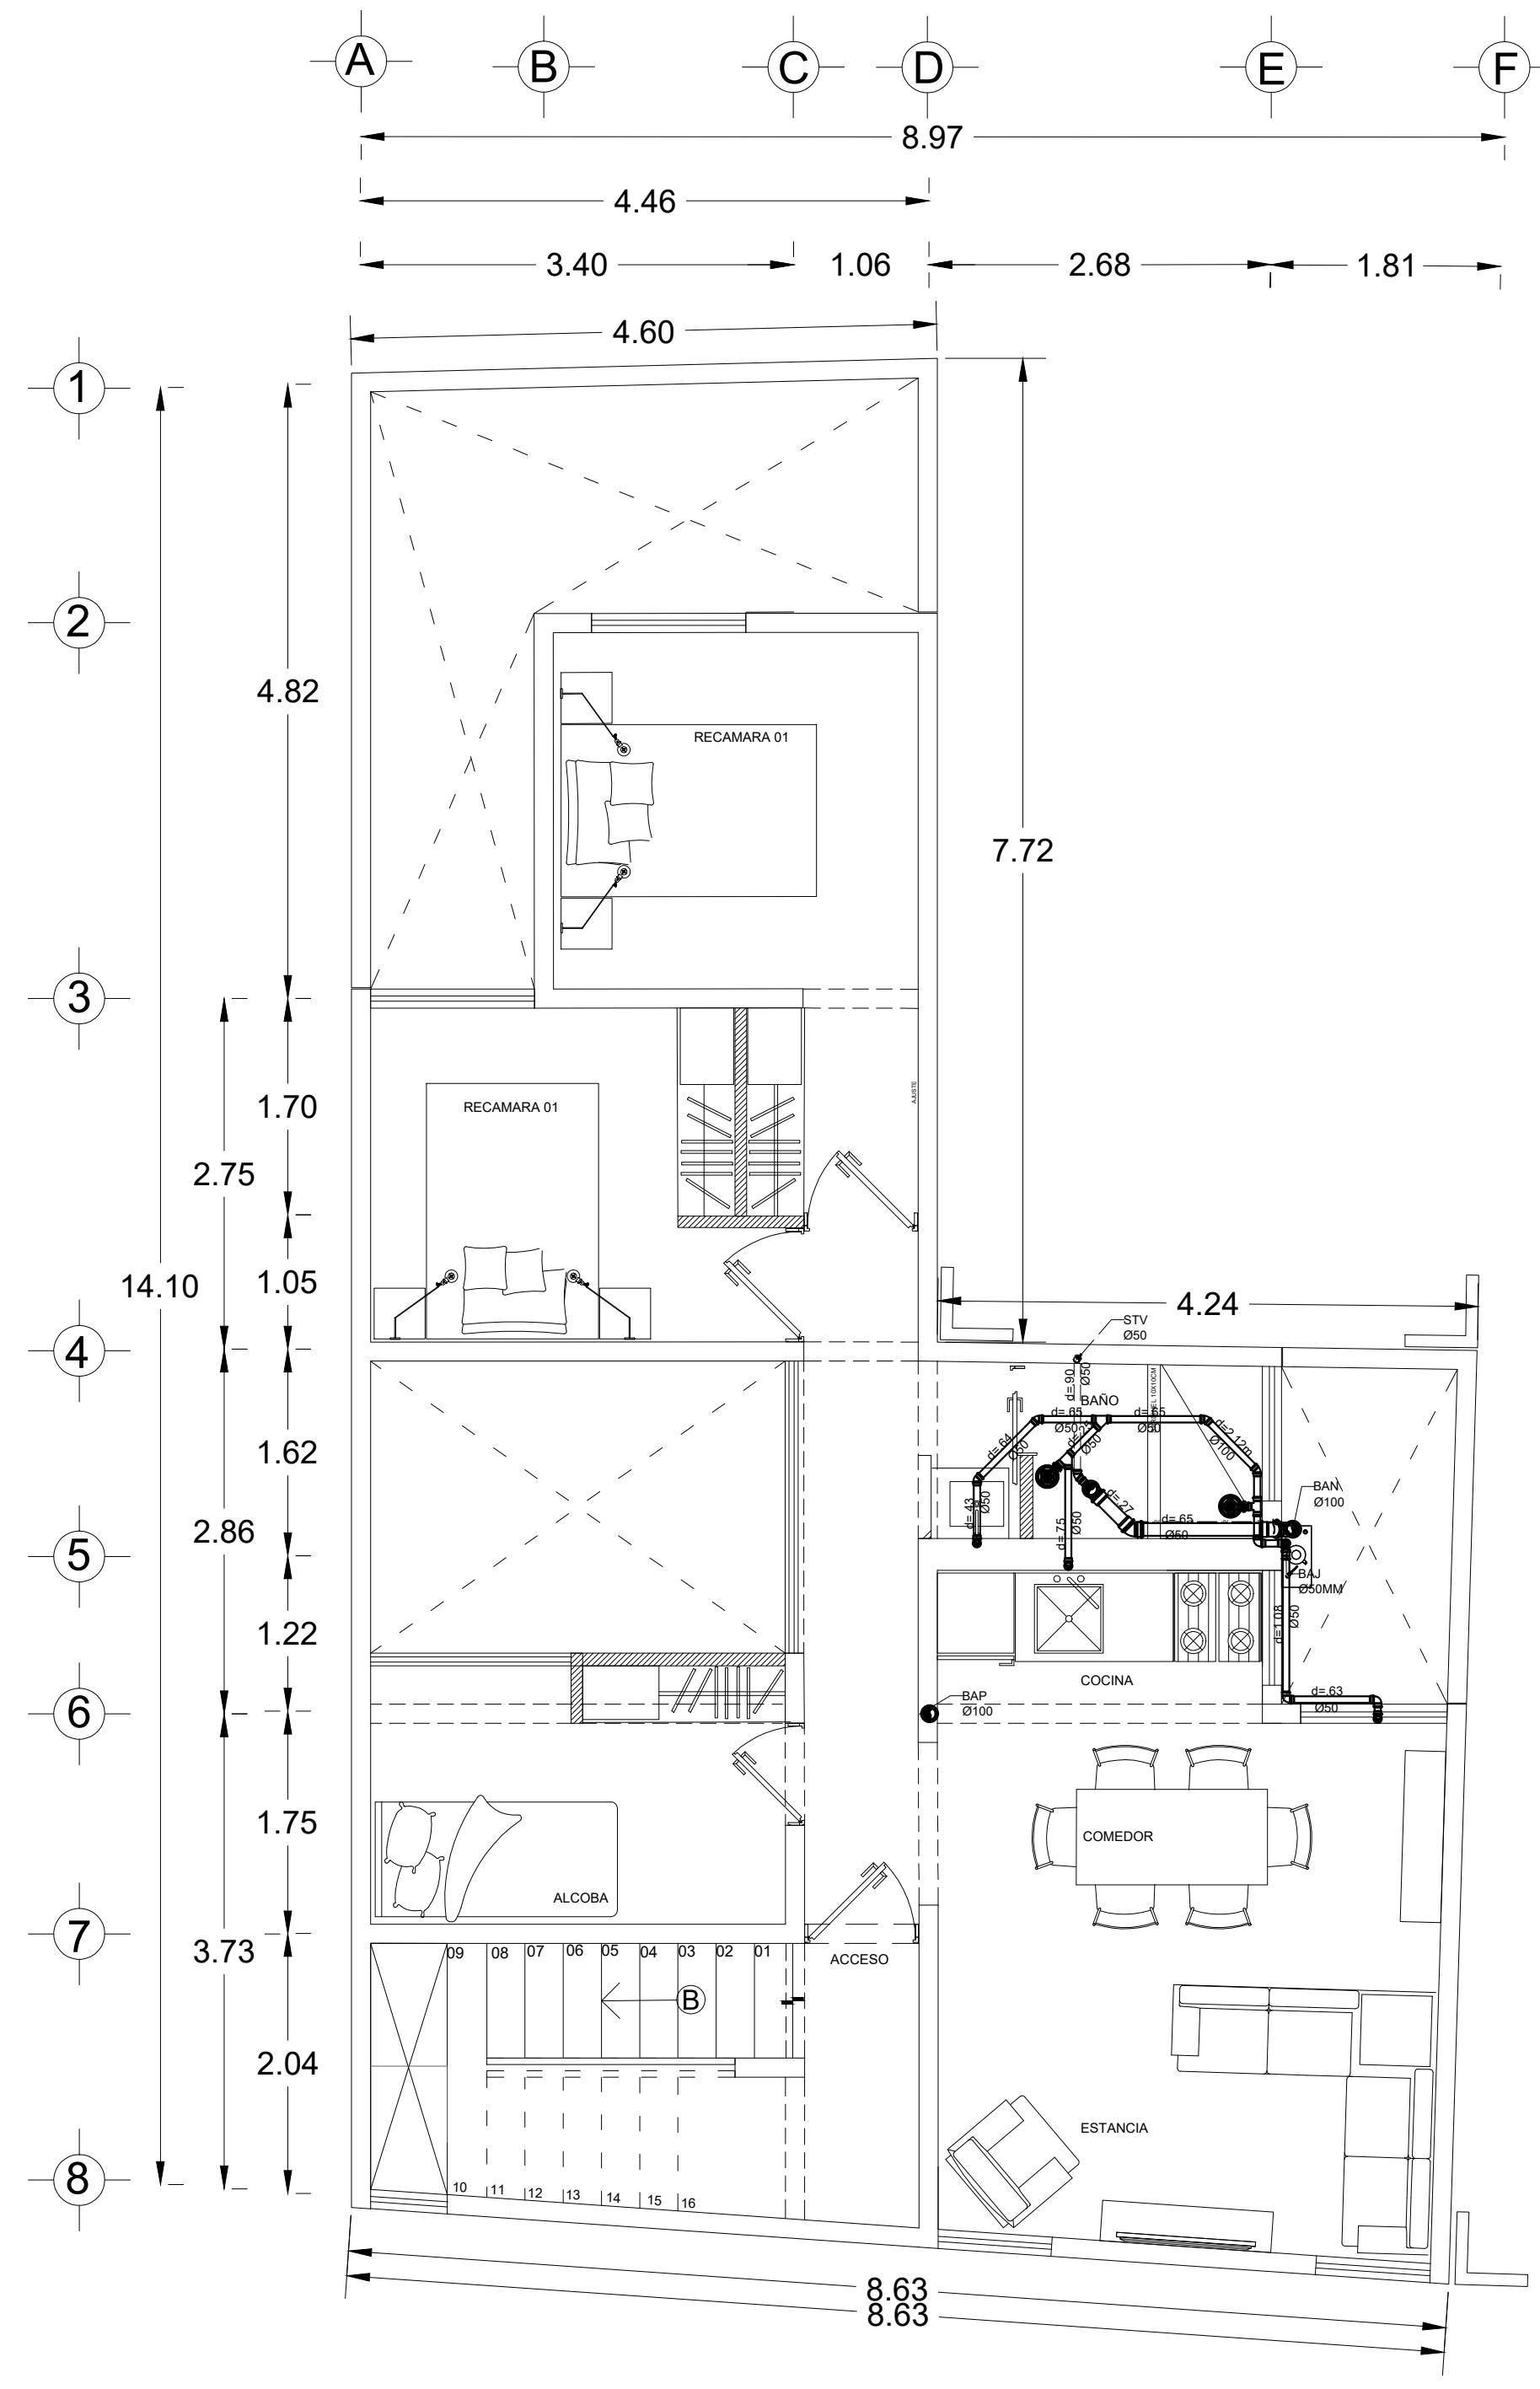 A B C D E F
8.97
4.46
3.40 1.06 2.68 1.81
4.60
1
2
4.82
RECAMARA 01
7.72
3
AJUSTE
1.70
RECAMARA 01
2.75
14.10
1.05
4.24
STV
Ø50
4
d=.90
Ø50
BAÑO
d=.65
Ø50
d=.65
Ø50
d=.64
Ø50
Ø50
d=2.12m
Ø100
1.62
d=.43
Ø50
d=.27
BAN
Ø100
2.86
d=.75
Ø50
d=.65
Ø50
5
BAJ
Ø50MM
1.22
d=1.08
Ø50
COCINA
d=.63
Ø50
BAP
Ø100
6
1.75
COMEDOR
ALCOBA
7
3.73
09 08 07 06 05 04 03 02 01
ACCESO
B
2.04
ESTANCIA
8
10 11 12 13 14 15 16
8.63
8.63